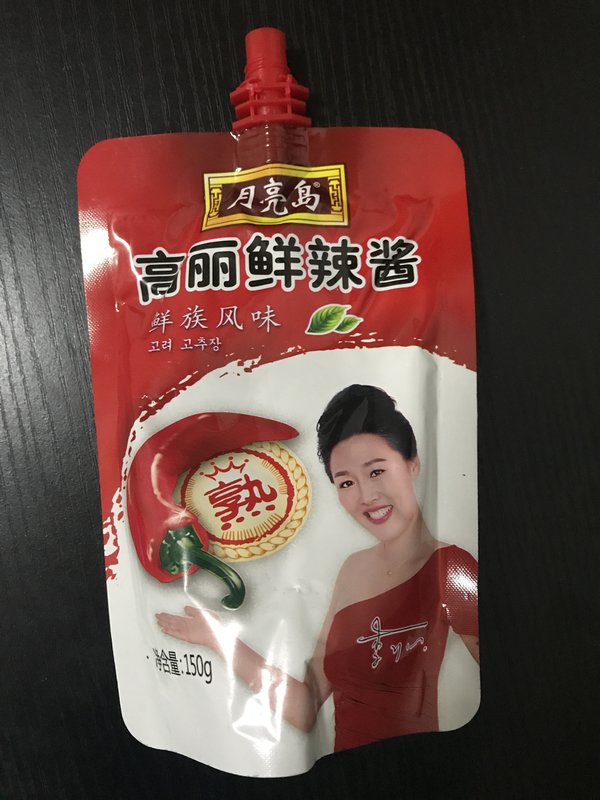 月亮岛®
高丽鲜辣酱
鲜族风味
고려 고추장
熟
净含量:150g